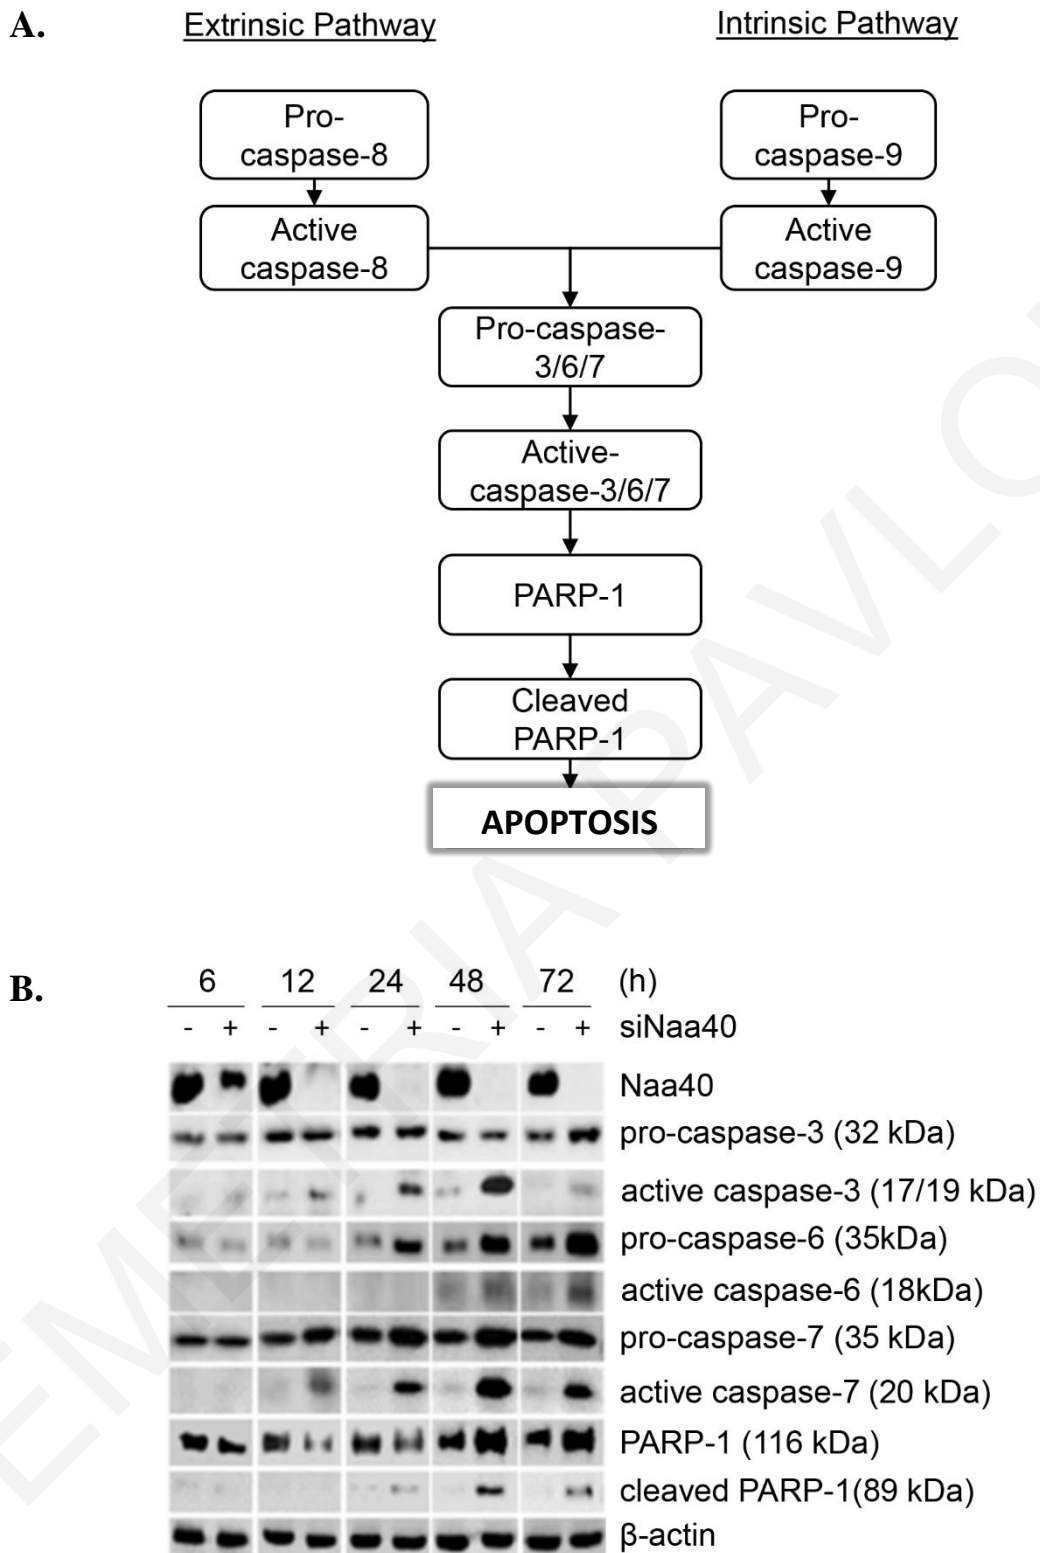 A.
Extrinsic Pathway
Intrinsic Pathway
Pro-
caspase-8
Pro-
caspase-9
Active
caspase-8
Active
caspase-9
Pro-caspase-
3/6/7
Active-
caspase-3/6/7
PARP-1
Cleaved
PARP-1
APOPTOSIS
B.
6 12 24 48 72 (h)
- + - + - + - + - + siNaa40
Naa40
pro-caspase-3 (32 kDa)
active caspase-3 (17/19 kDa)
pro-caspase-6 (35kDa)
active caspase-6 (18kDa)
pro-caspase-7 (35 kDa)
active caspase-7 (20 kDa)
PARP-1 (116 kDa)
cleaved PARP-1(89 kDa)
β-actin